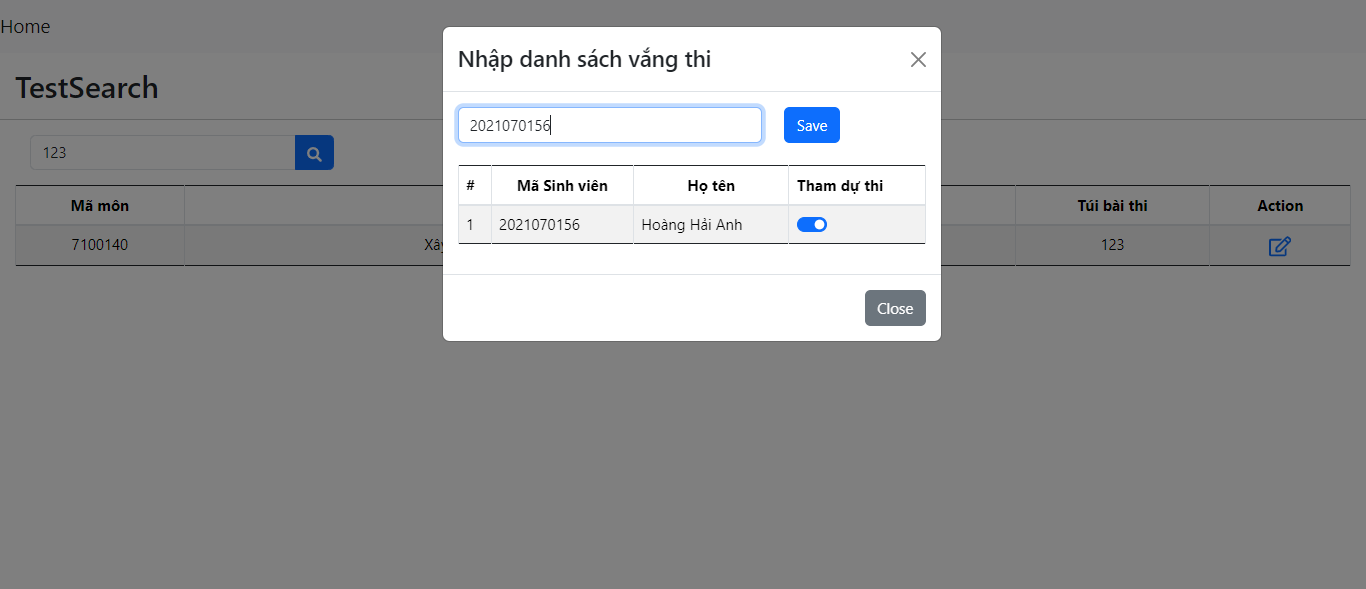 Home
TestSearch
123
Mã môn Túi bài thi Action
7100140 Xây 123
Nhập danh sách vắng thi
2021070156 Save
# Mã Sinh viên Họ tên Tham dự thi
1 2021070156 Hoàng Hải Anh
Close